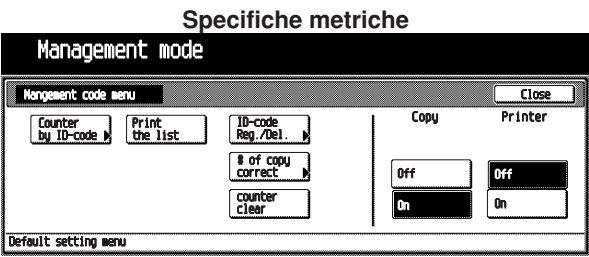 Specifiche metriche
Management mode
Mangement code menu
Close
Counter
by ID-code
Print
the list
ID-code
Reg./Del.
# of copy
correct
counter
clear
Copy
Off
On
Printer
Off
On
Default setting menu